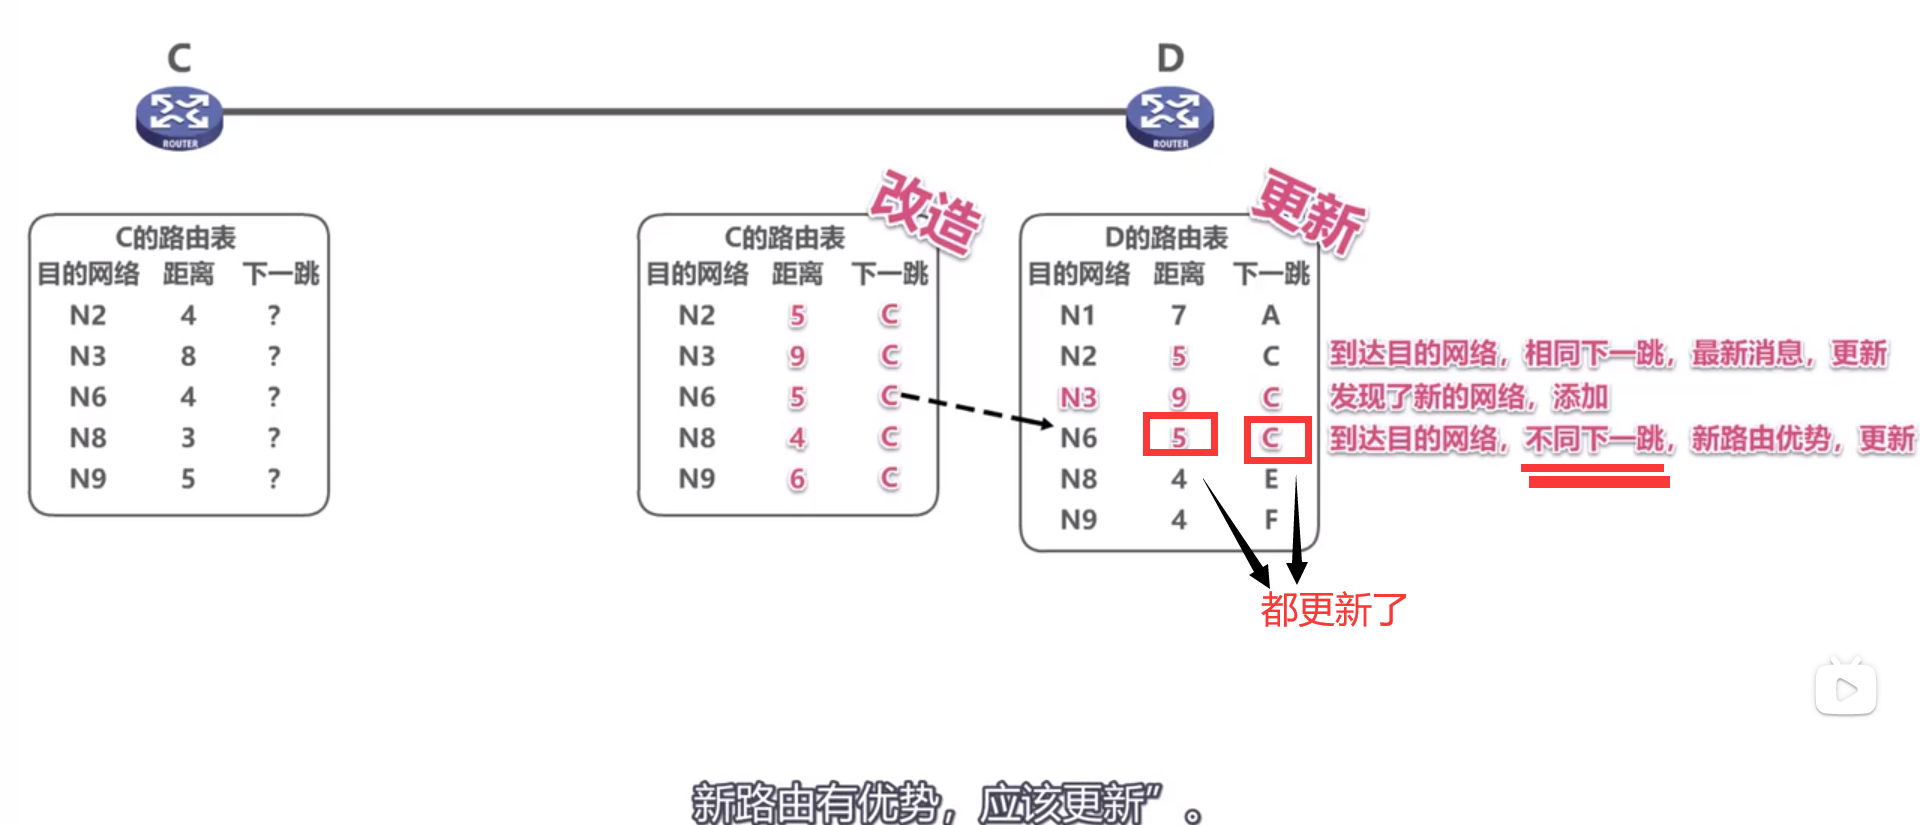 C
D
ROUTER
ROUTER
改造
更新
C的路由表
目的网络 距离 下一跳
N2 4 ?
N3 8 ?
N6 4 ?
N8 3 ?
N9 5 ?
C的路由表
目的网络 距离 下一跳
N2 5 C
N3 9 C
N6 5 C
N8 4 C
N9 6 C
D的路由表
目的网络 距离 下一跳
N1 7 A
N2 5 C
N3 9 C
N6 5 C
N8 4 E
N9 4 F
到达目的网络，相同下一跳，最新消息，更新
发现了新的网络，添加
到达目的网络，不同下一跳，新路由优势，更新
都更新了
新路由有优势，应该更新”。